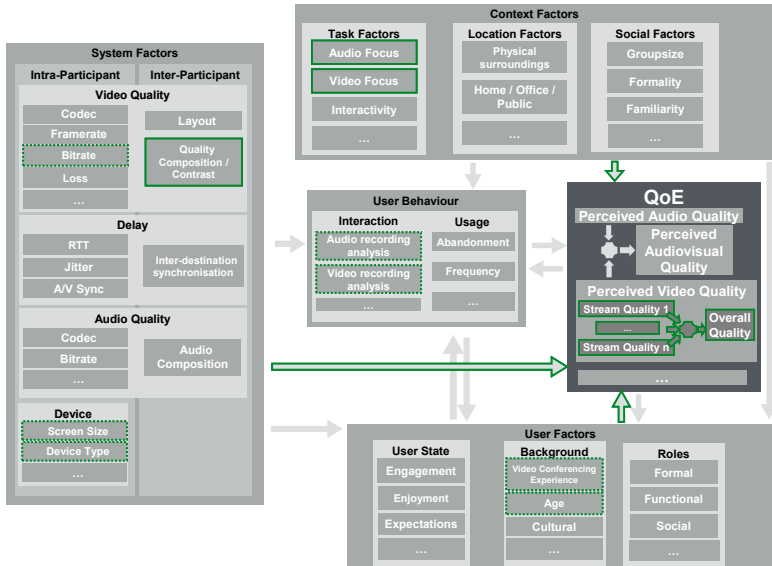 System Factors
Intra-Participant
Inter-Participant
Video Quality
Codec
Framerate
Bitrate
Loss
...
Layout
Quality
Composition /
Contrast
Delay
RTT
Jitter
A/V Sync
Inter-destination
synchronisation
Audio Quality
Codec
Bitrate
...
Audio
Composition
Device
Screen Size
Device Type
...
Context Factors
Task Factors
Audio Focus
Video Focus
Interactivity
...
Location Factors
Physical
surroundings
Home / Office /
Public
...
Social Factors
Groupsize
Formality
Familiarity
...
User Behaviour
Interaction
Audio recording
analysis
Video recording
analysis
...
Usage
Abandonment
Frequency
...
QoE
Perceived Audio Quality
Perceived
Audiovisual
Quality
Perceived Video Quality
Stream Quality 1
...
Stream Quality n
Overall
Quality
...
User Factors
User State
Engagement
Enjoyment
Expectations
...
Background
Video Conferencing
Experience
Age
Cultural
...
Roles
Formal
Functional
Social
...